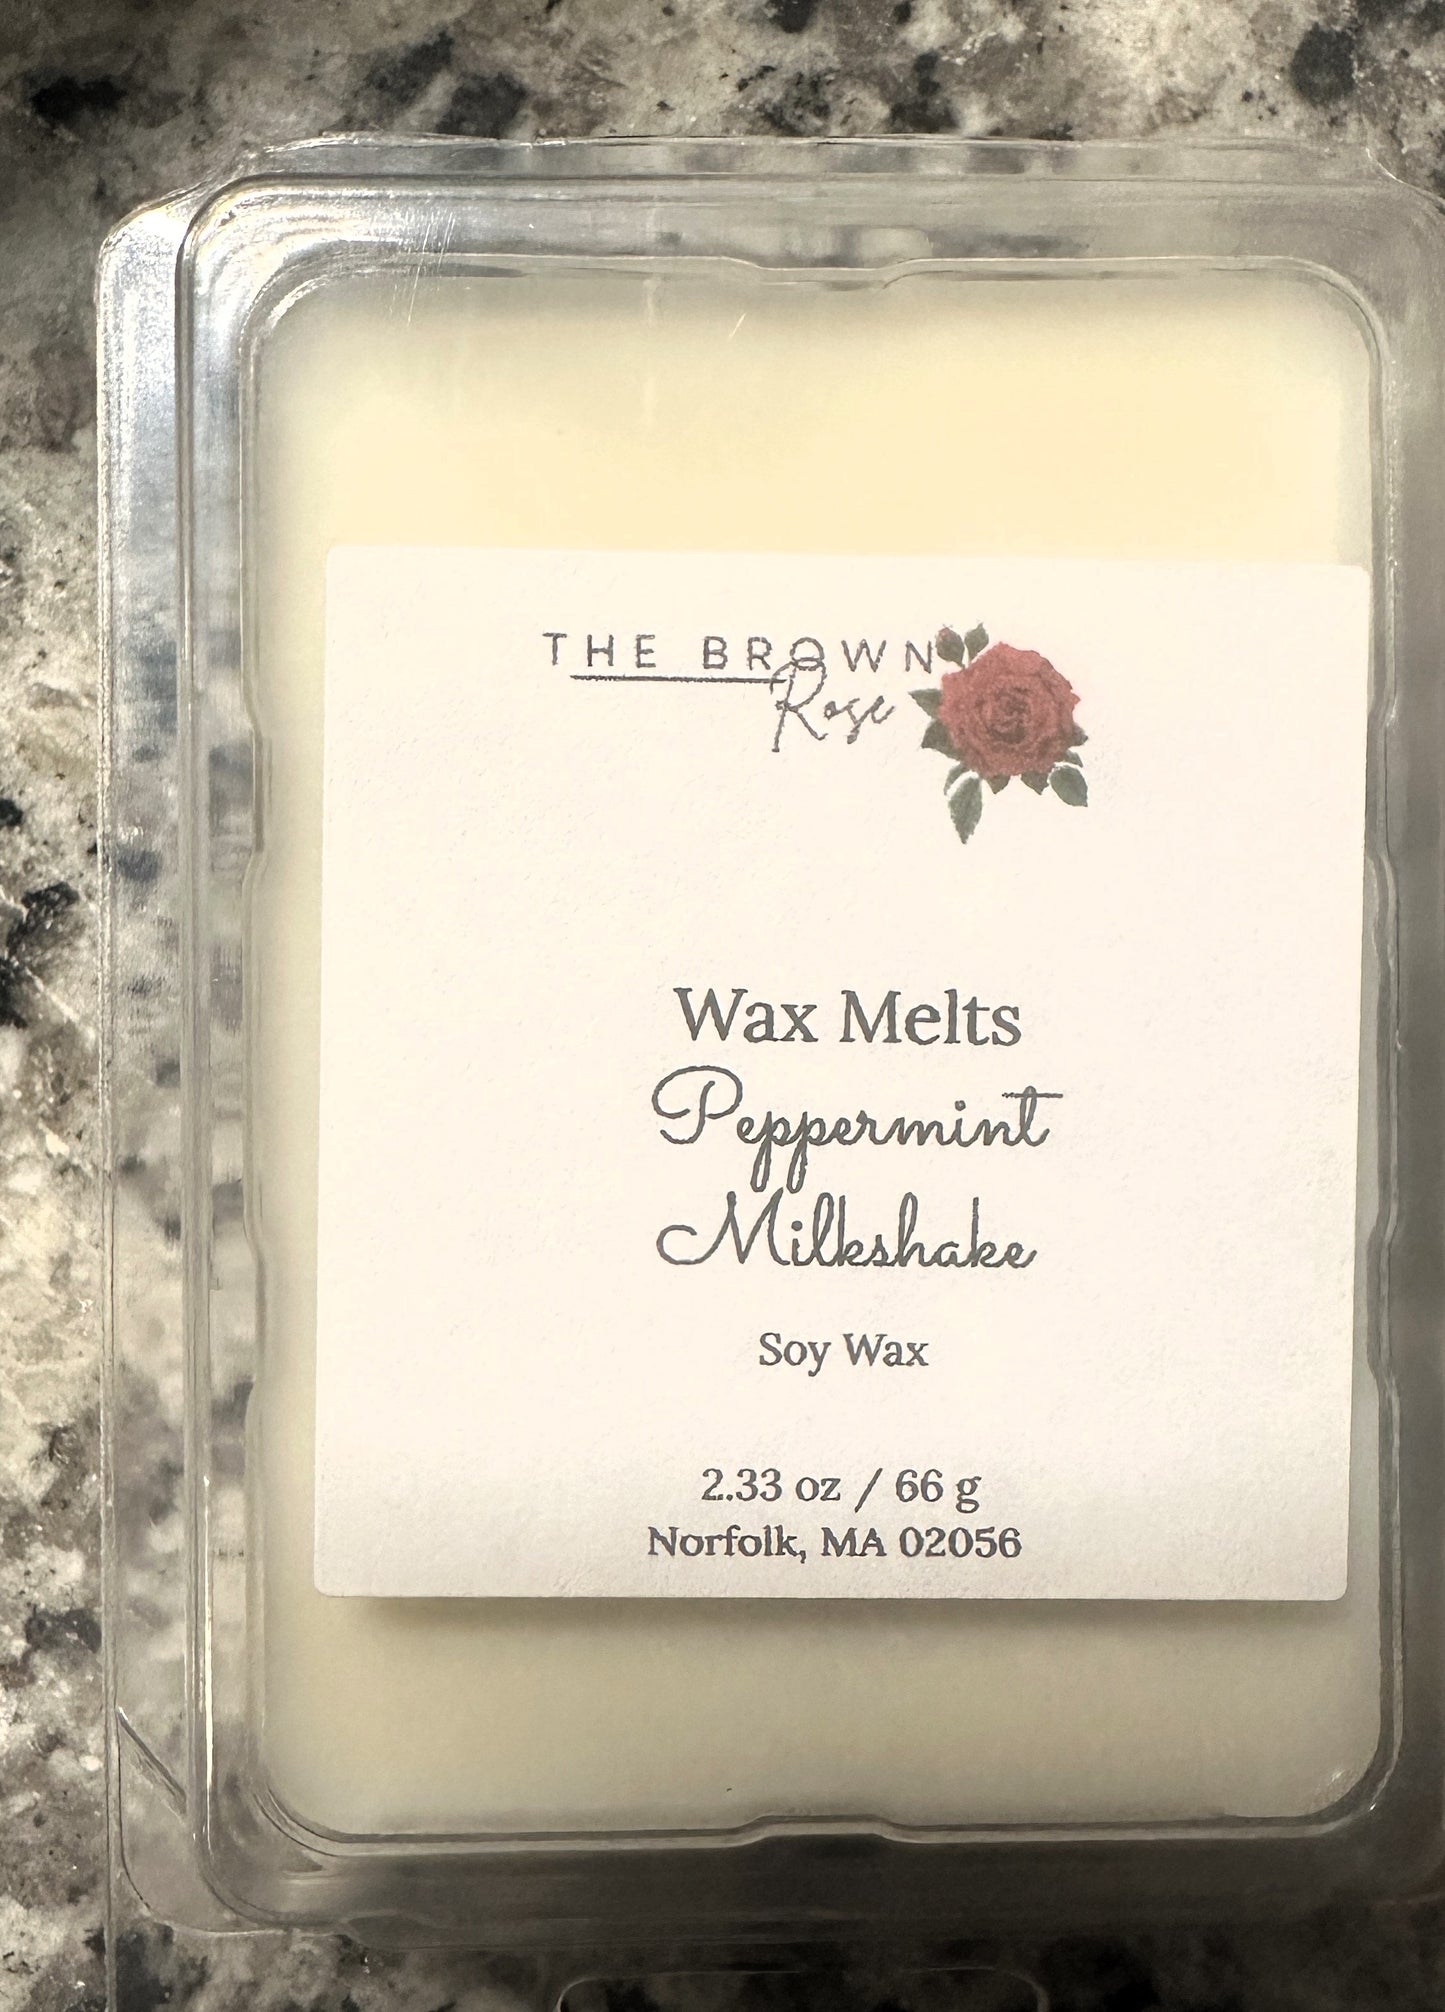 THE BROWN
Rose
Wax Melts
Peppermint
Milkshake
Soy Wax
2.33 oz / 66 g
Norfolk, MA 02056